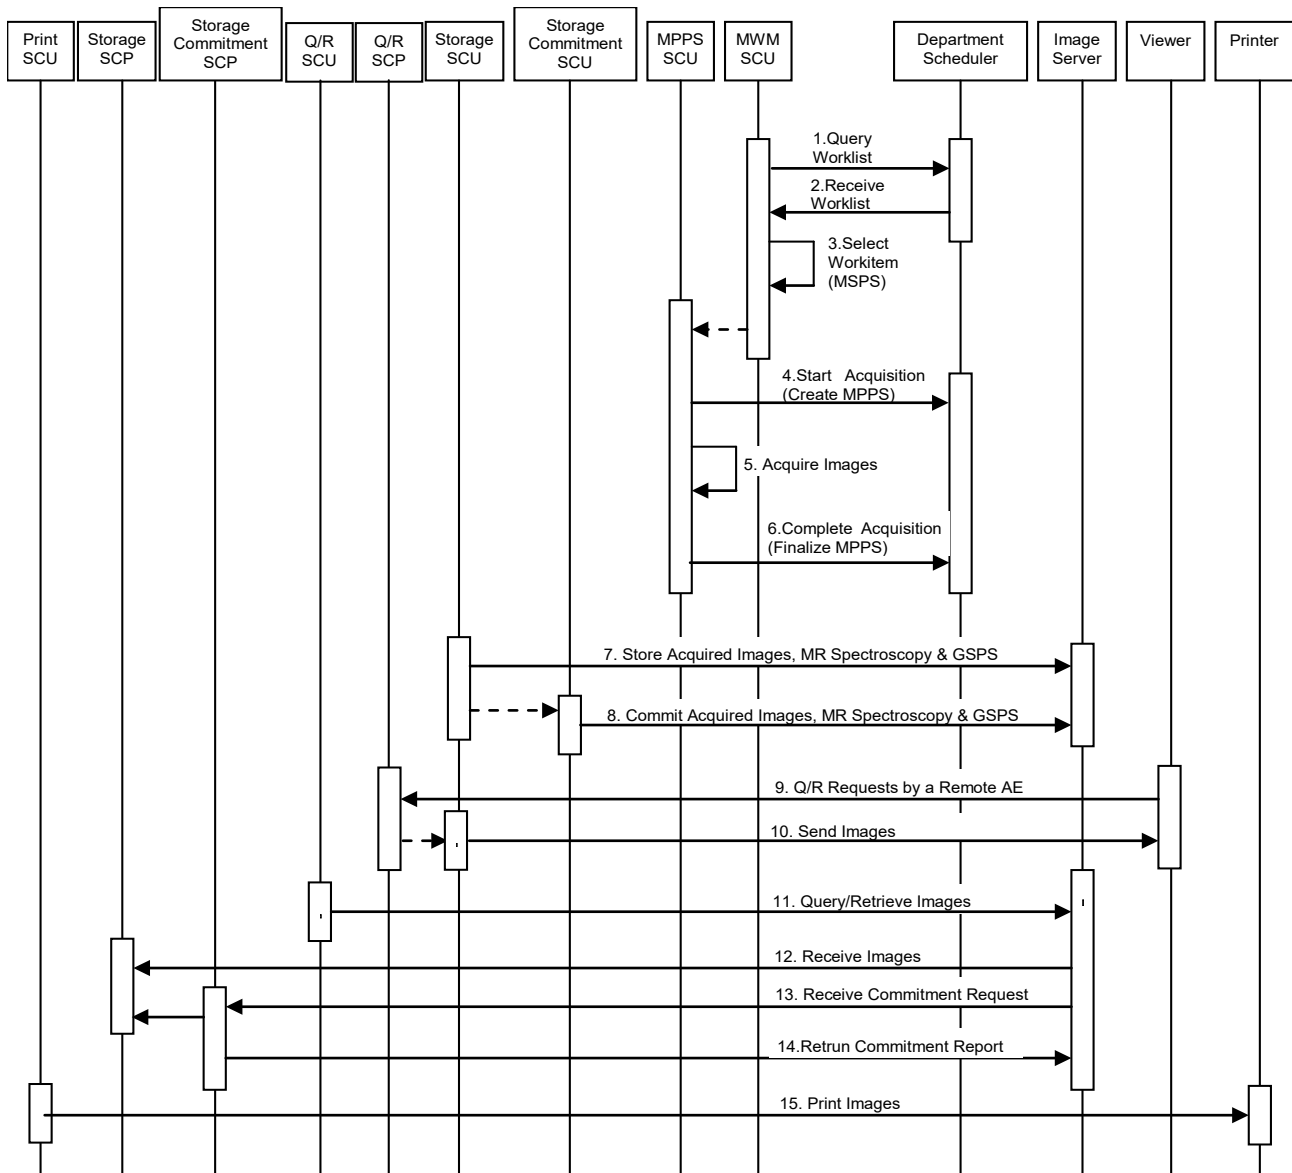 Print
SCU
Storage
SCP
Storage
Commitment
SCP
Q/R
SCU
Q/R
SCP
Storage
SCU
Storage
Commitment
SCU
MPPS
SCU
MWM
SCU
Department
Scheduler
Image
Server
Viewer
Printer
1.Query
Worklist
2.Receive
Worklist
3.Select
Workitem
(MSPS)
4.Start Acquisition
(Create MPPS)
5. Acquire Images
6.Complete Acquisition
(Finalize MPPS)
7. Store Acquired Images, MR Spectroscopy & GSPS
8. Commit Acquired Images, MR Spectroscopy & GSPS
9. Q/R Requests by a Remote AE
10. Send Images
11. Query/Retrieve Images
12. Receive Images
13. Receive Commitment Request
14.Retrun Commitment Report
15. Print Images